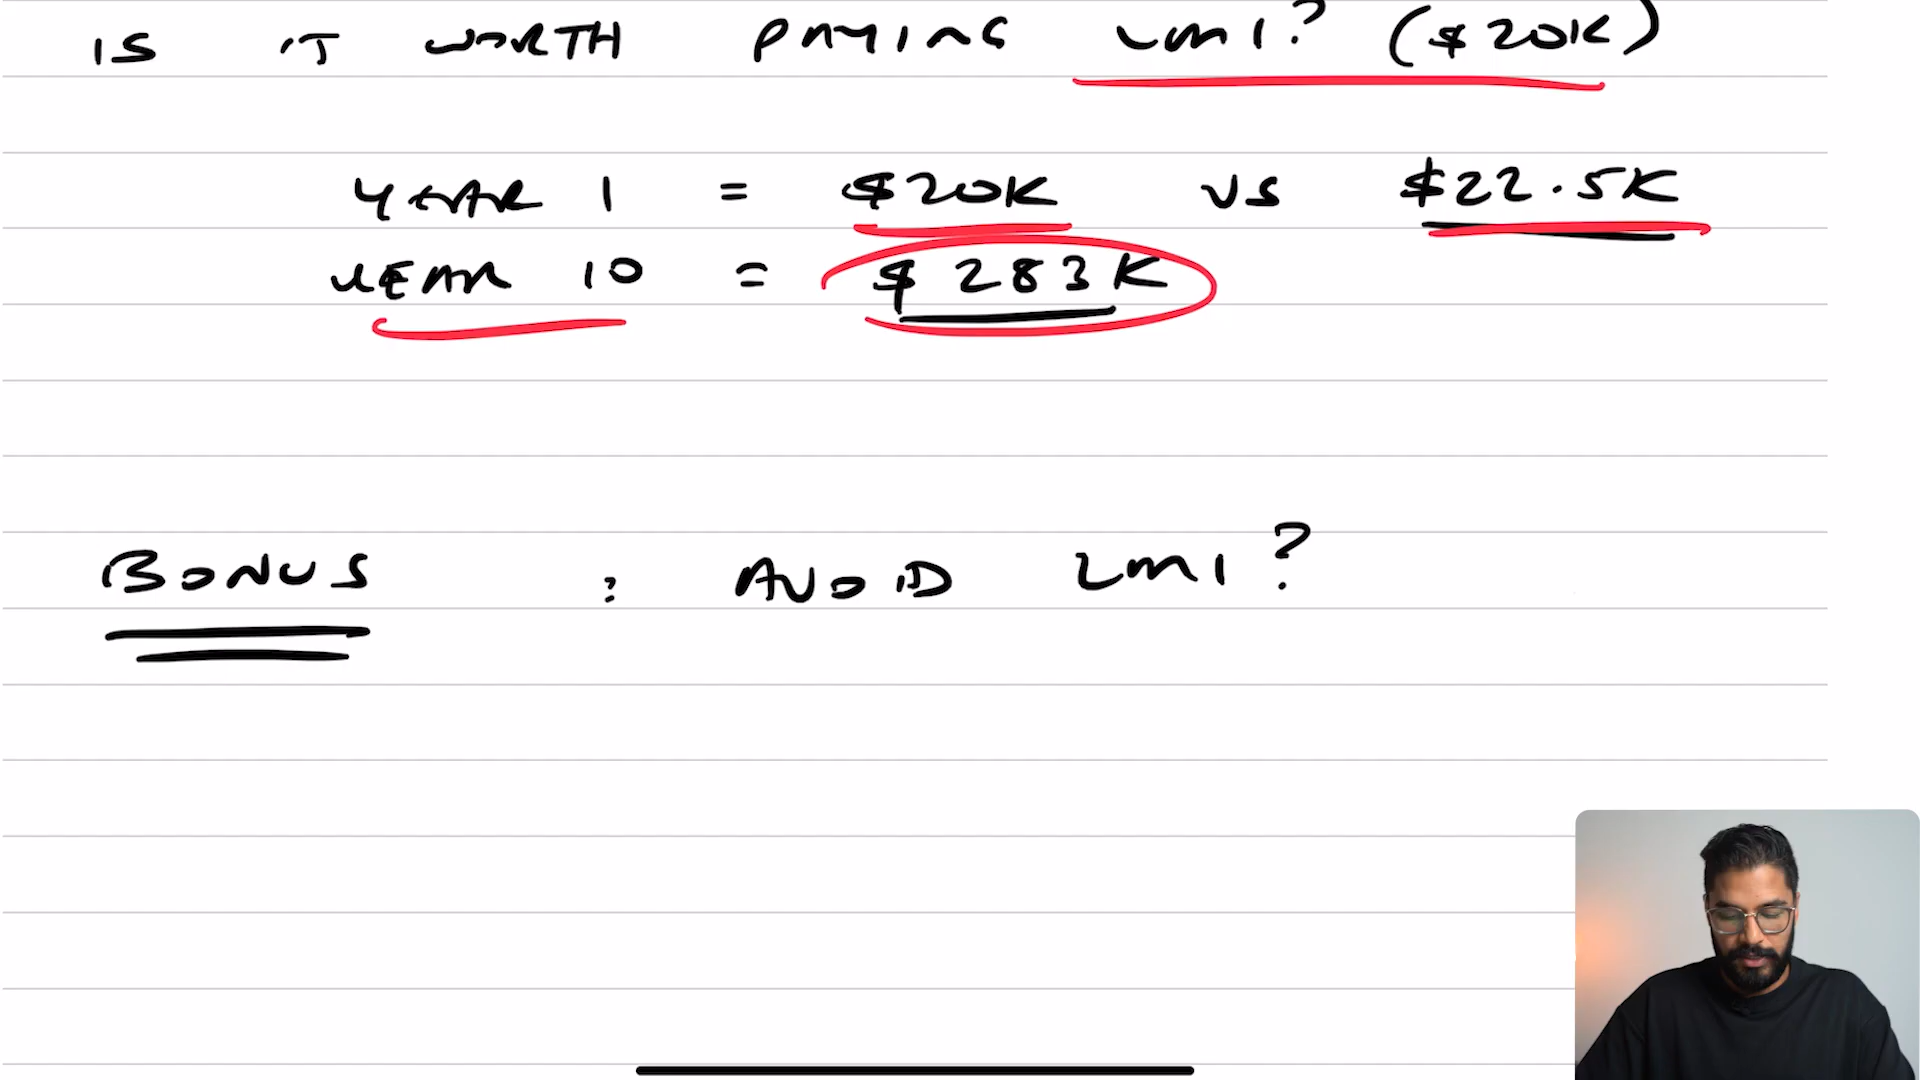 IS IT WORTH PAYING LMI? ($20K)
YEAR 1 = $20K VS $22.5K
YEAR 10 = $283K
BONUS : AVOID LMI?